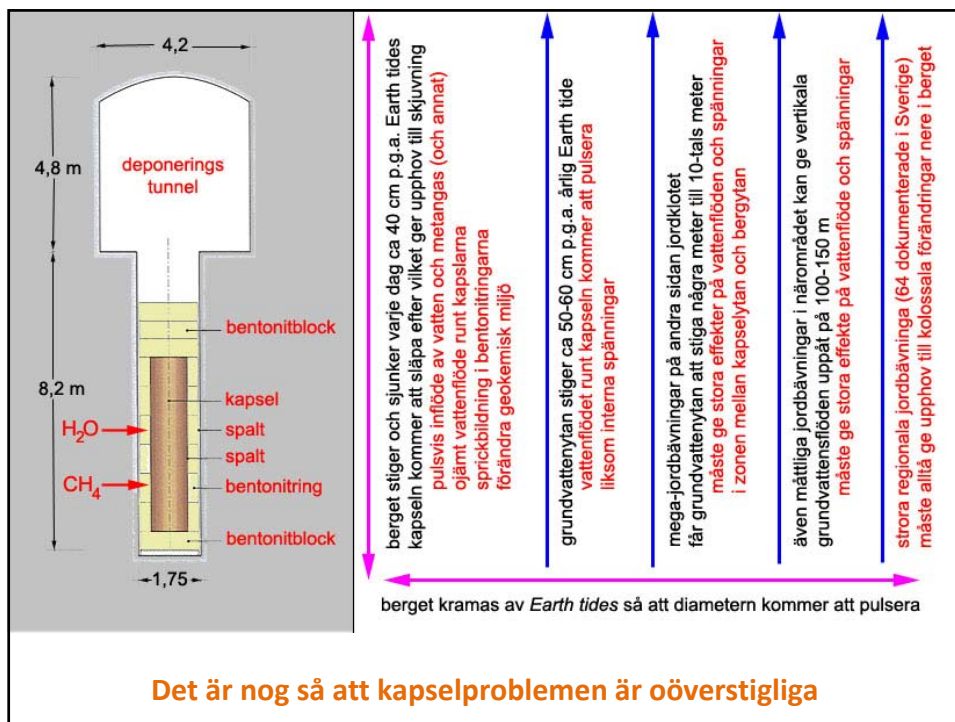 4,2
4,8 m
deponerings
tunnel
bentonitblock
8,2 m
kapsel
H₂O
spalt
spalt
CH₄
bentonitring
bentonitblock
1,75
berget stiger och sjunker varje dag ca 40 cm p.g.a. Earth tides
kapseln kommer att släpa efter vilket ger upphov till skjuvning
pulsvis inflöde av vatten och metangas (och annat)
ojämt vattenflöde runt kapslarna
sprickbildning i bentonitringarna
förändra geokemisk miljö
grundvattenytan stiger ca 50-60 cm p.g.a. årlig Earth tide
vattenflödet runt kapseln kommer att pulsera
liksom interna spänningar
mega-jordbävningar på andra sidan jordklotet
får grundvattenytan att stiga några meter till 10-tals meter
måste ge stora effekter på vattenflöden och spänningar
i zonen mellan kapselytan och bergytan
även måttliga jordbävningar i närområdet kan ge vertikala
grundvattensflöden uppåt på 100-150 m
måste ge stora effekte på vattenflöde och spänningar
strora regionala jordbävninga (64 dokumenterade i Sverige)
måste alltå ge upphov till kolossala förändringar nere i berget
berget kramas av Earth tides så att diametern kommer att pulsera
Det är nog så att kapselproblemen är oöverstigliga